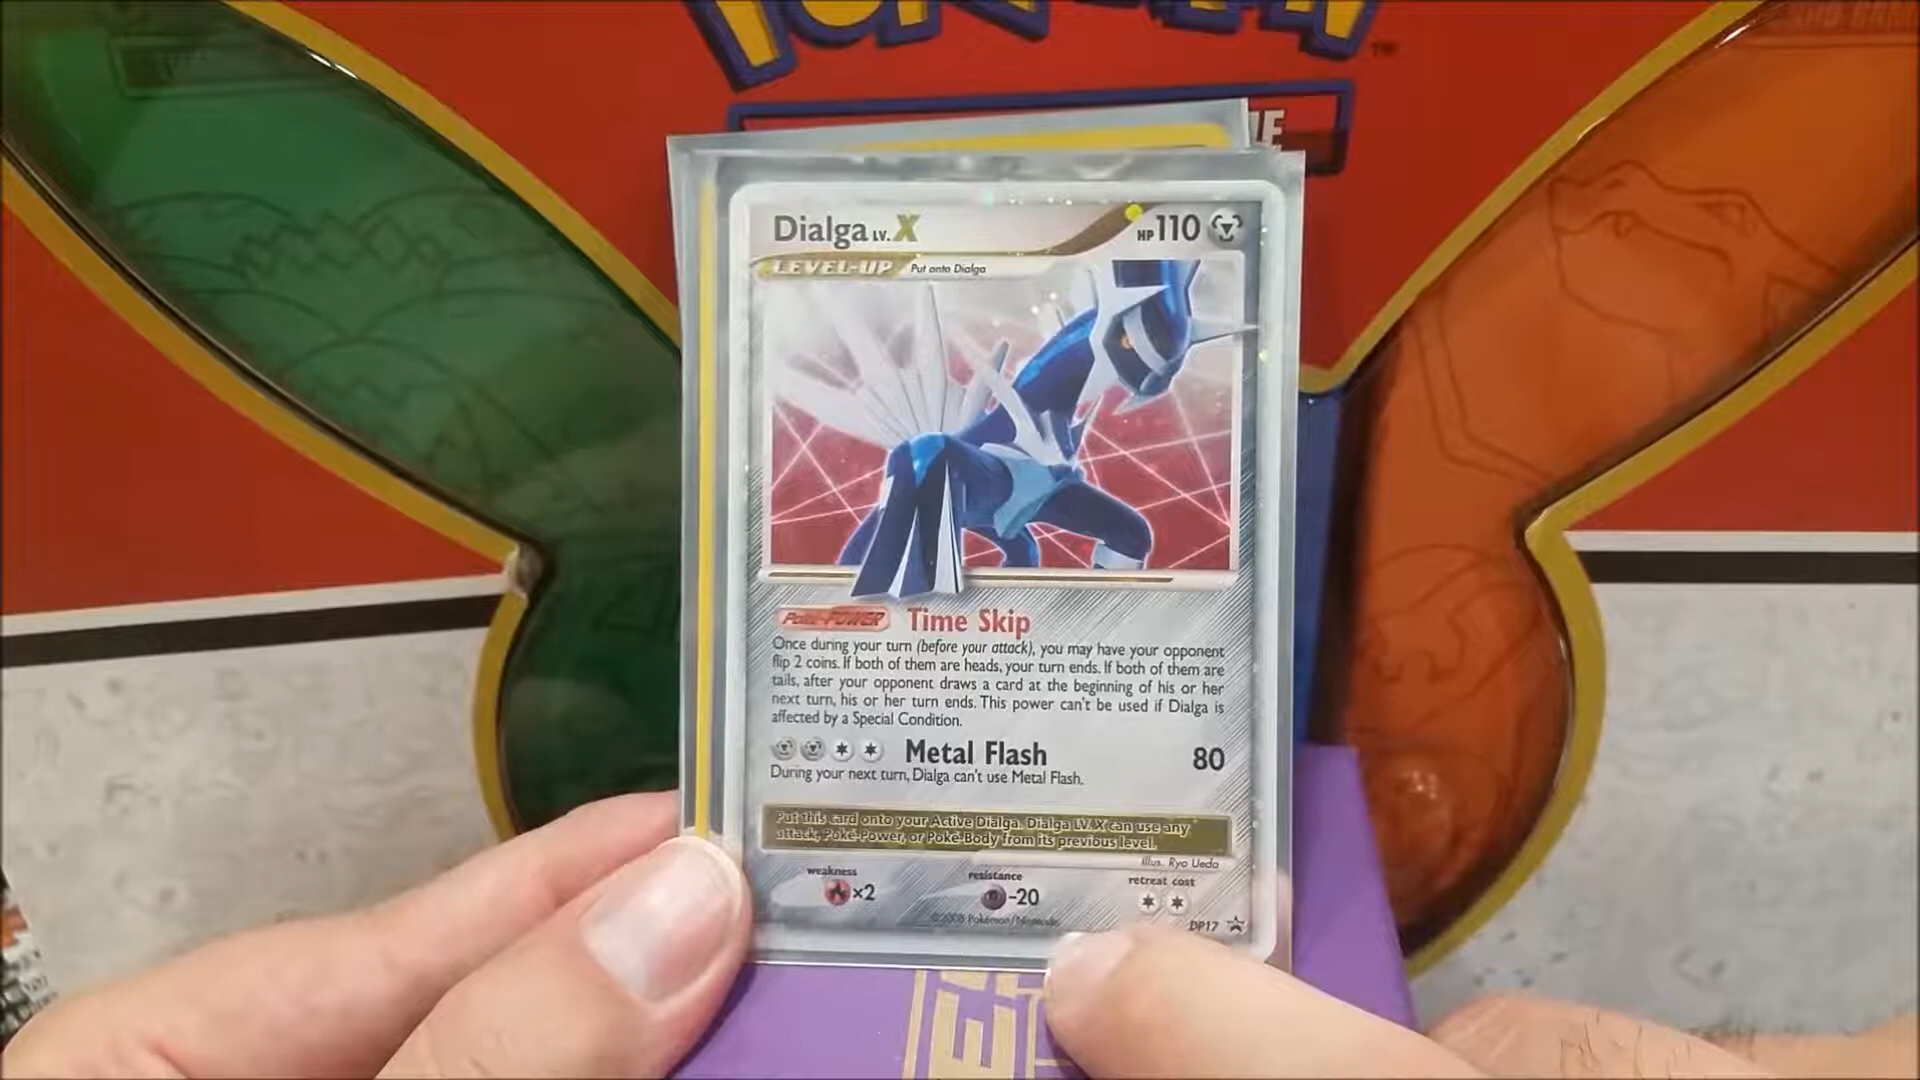 POKÉMON
™
Dialga LV.X
HP 110
LEVEL-UP Put onto Dialga
Poké-POWER Time Skip
Once during your turn (before your attack), you may have your opponent
flip 2 coins. If both of them are heads, your turn ends. If both of them are
tails, after your opponent draws a card at the beginning of his or her
next turn, his or her turn ends. This power can't be used if Dialga is
affected by a Special Condition.
Metal Flash 80
During your next turn, Dialga can't use Metal Flash.
Put this card onto your Active Dialga. Dialga LV.X can use any
attack, Poké-Power, or Poké-Body from its previous level.
Illus. Ryo Ueda
weakness
×2
resistance
-20
retreat cost
©2008 Pokémon/Nintendo
DP17